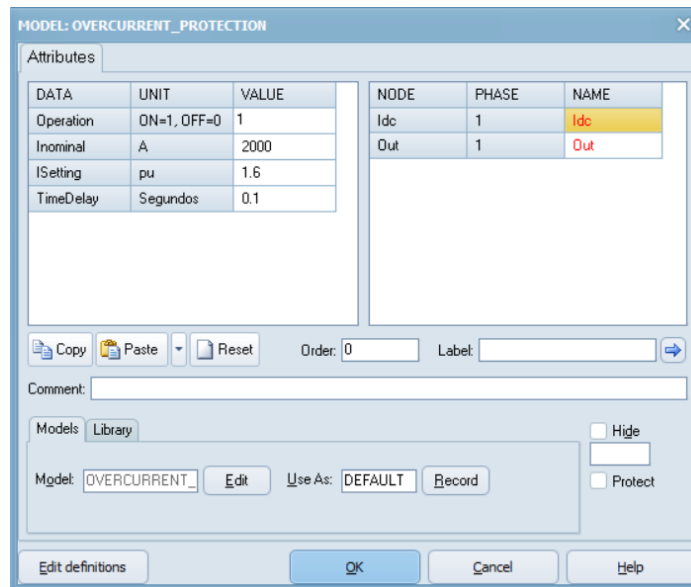 MODEL: OVERCURRENT_PROTECTION
Attributes
DATA UNIT VALUE NODE PHASE NAME
Operation ON=1, OFF=0 1 Idc 1 Idc
Inominal A 2000 Out 1 Out
ISetting pu 1.6
TimeDelay Segundos 0.1
Copy Paste Reset Order: 0 Label:
Comment:
Models Library Hide
Model: OVERCURRENT_ Edit Use As: DEFAULT Record Protect
Edit definitions OK Cancel Help